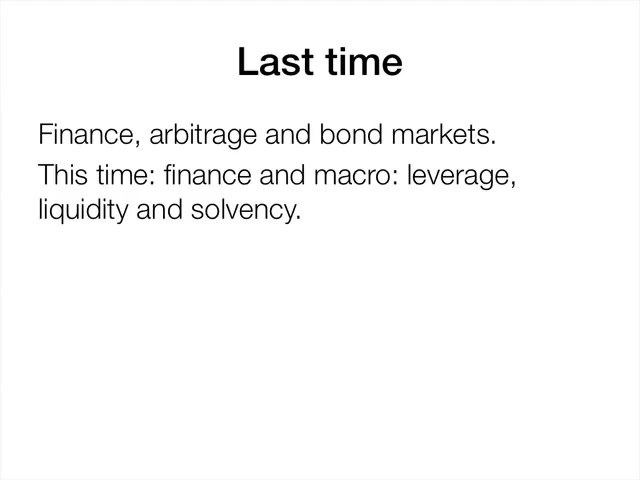 Last time
Finance, arbitrage and bond markets.
This time: finance and macro: leverage,
liquidity and solvency.